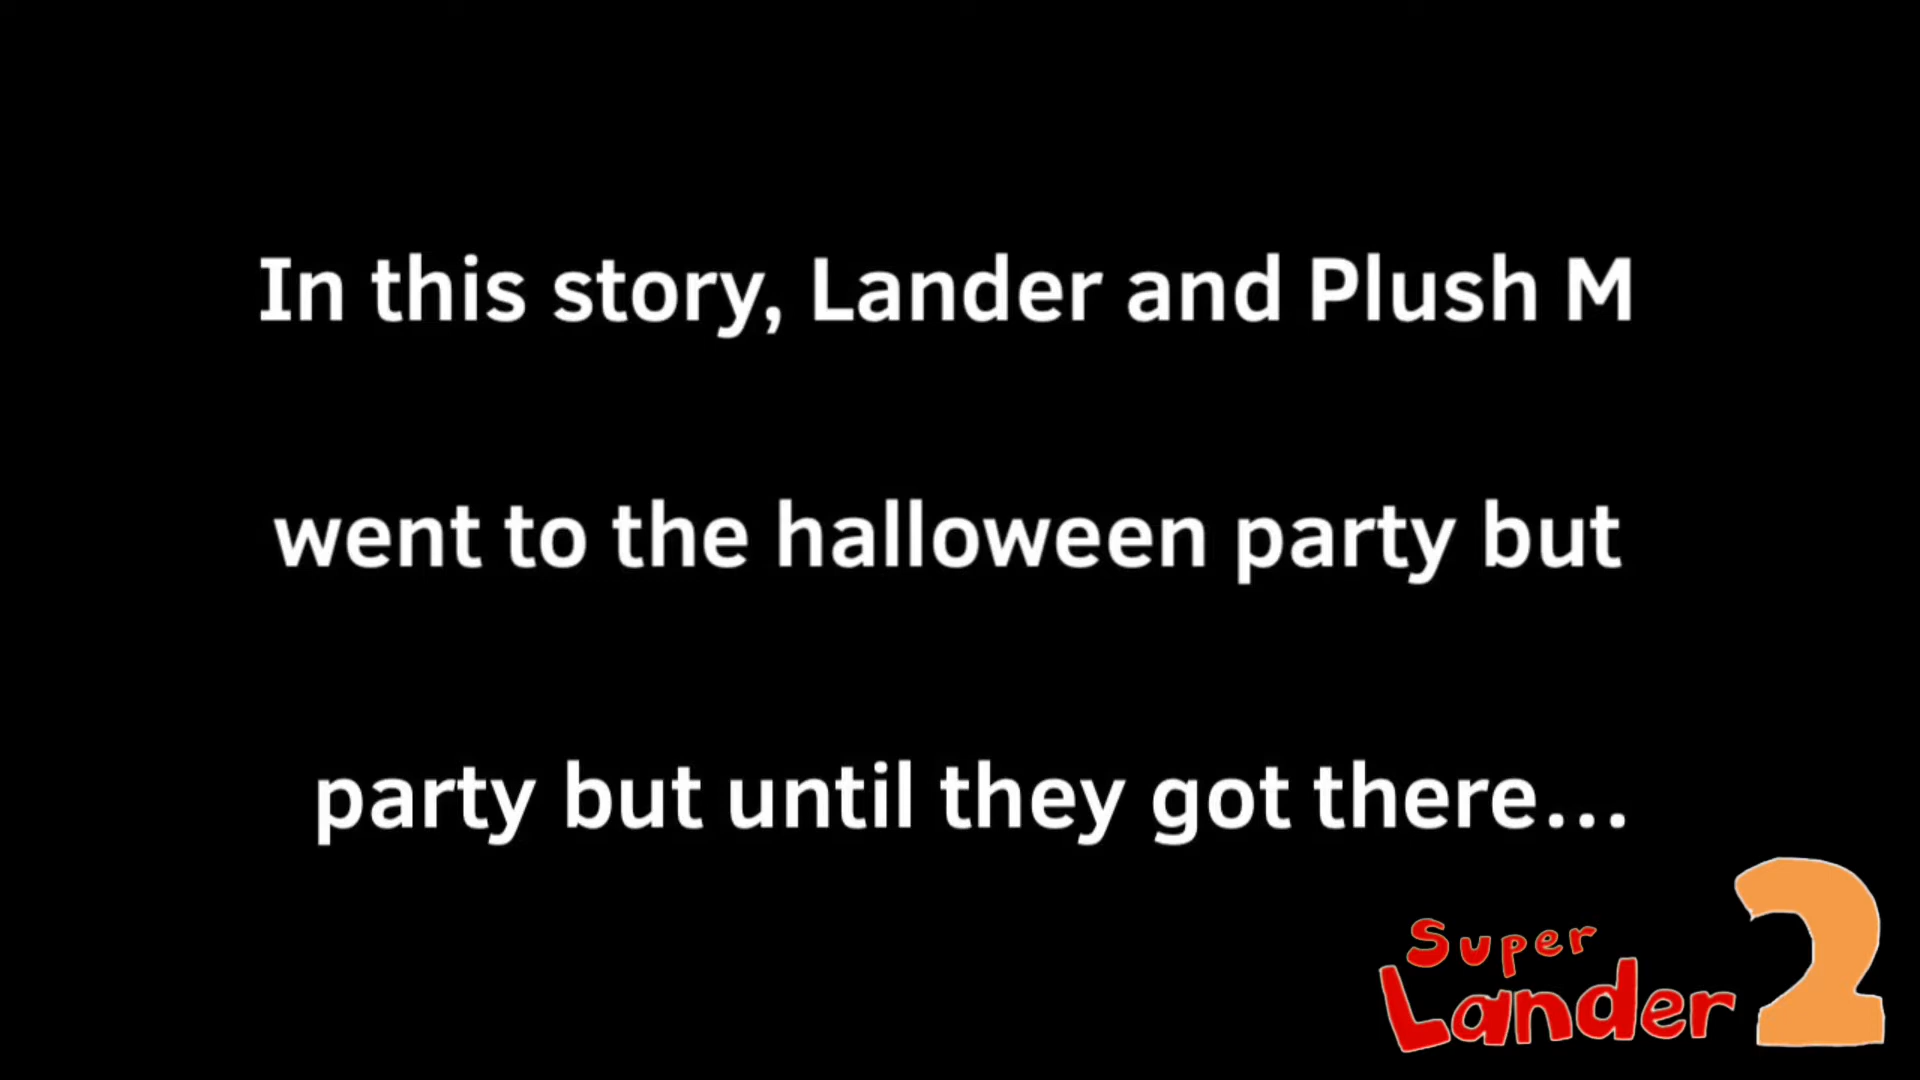 In this story, Lander and Plush M
went to the halloween party but
party but until they got there...
Super
Lander 2